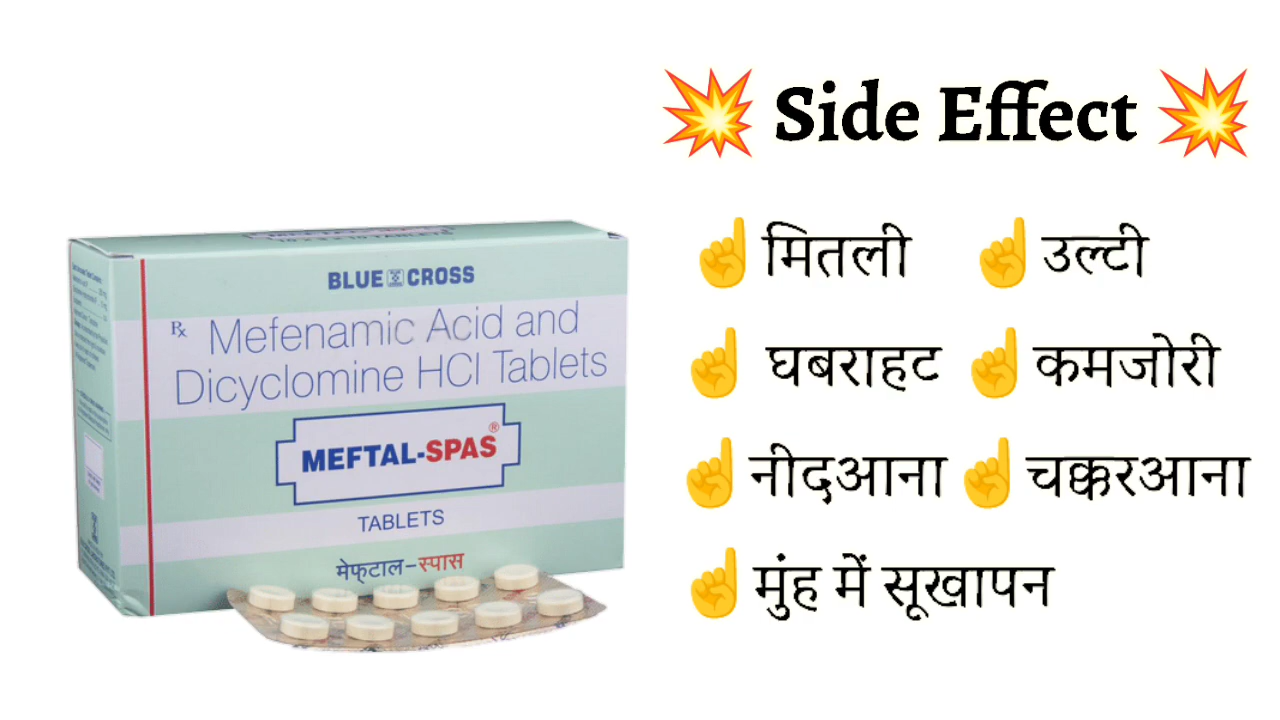 Side Effect
मितली
उल्टी
घबराहट
कमजोरी
नीदआना
चक्करआना
मुंह में सूखापन
BLUE CROSS
Rx Mefenamic Acid and
Dicyclomine HCl Tablets
MEFTAL-SPAS®
TABLETS
मेफ्टाल-स्पास